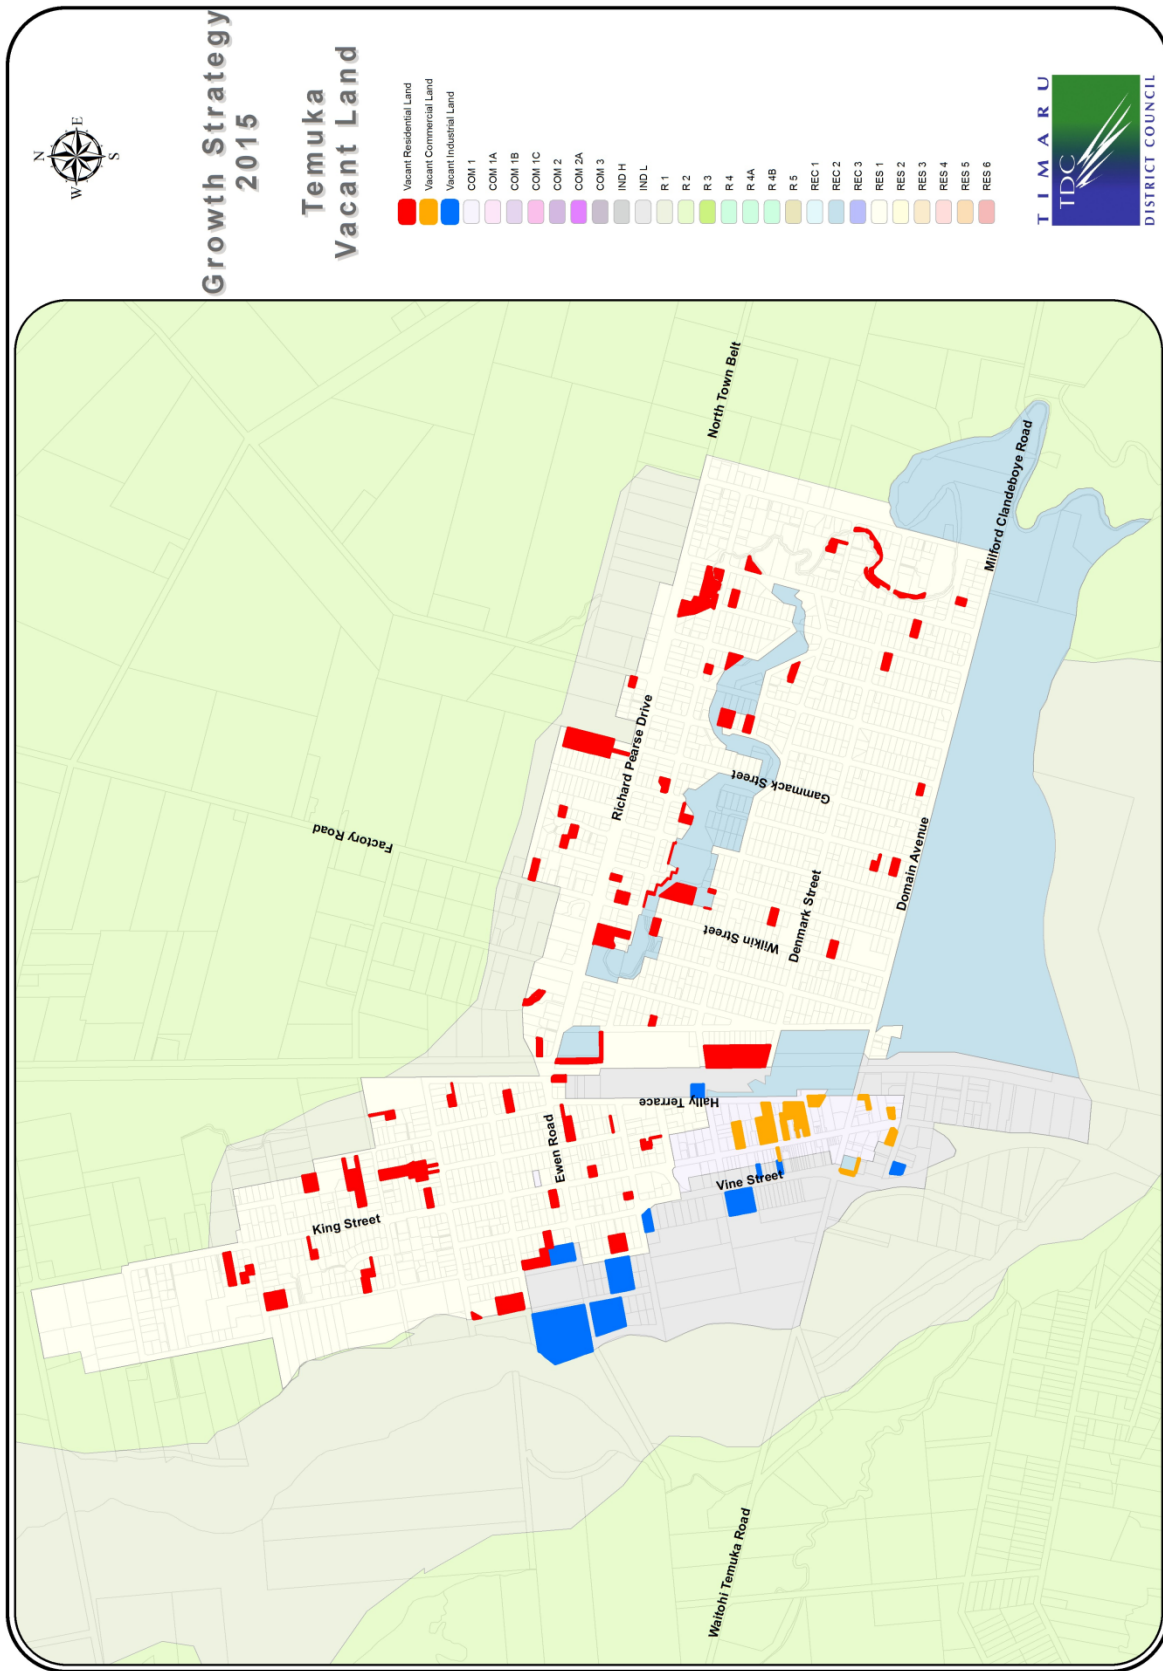 Growth Strategy
2015
Temuka
Vacant Land
N
W
E
S
Vacant Residential Land
Vacant Commercial Land
Vacant Industrial Land
COM 1
COM 1A
COM 1B
COM 1C
COM 2
COM 2A
COM 3
IND H
IND L
R 1
R 2
R 3
R 4
R 4A
R 4B
R 5
REC 1
REC 2
REC 3
RES 1
RES 2
RES 3
RES 4
RES 5
RES 6
TIMARU
TDC
DISTRICT COUNCIL
North Town Belt
Milford Clandeboye Road
Richard Pearse Drive
Factory Road
Gammack Street
Domain Avenue
Denmark Street
Wilkin Street
Hally Terrace
Ewen Road
Vine Street
King Street
Waitohi Temuka Road